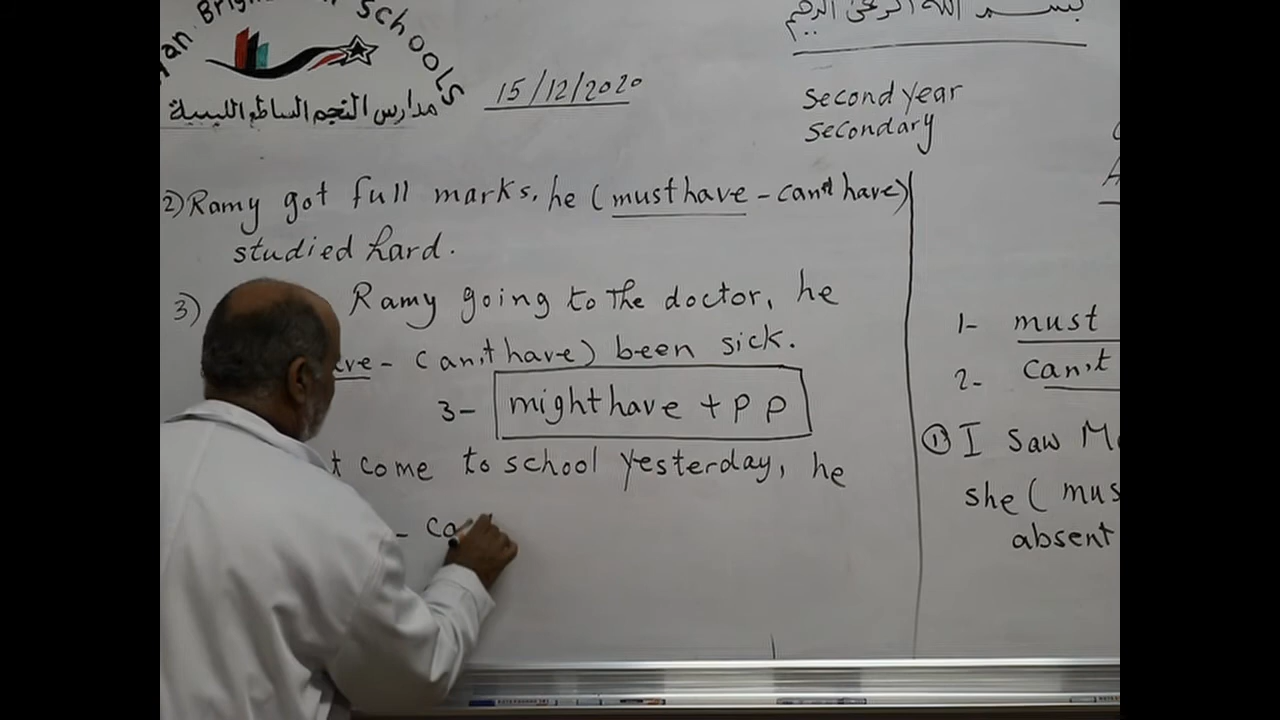 Schools
مدارس النجم الساطع الليبية
15/12/2020
بسم الله الرحمن الرحيم
Second year
Secondary
2) Ramy got full marks, he (must have - can't have)
studied hard.
3) Ramy going to The doctor, he
ve - can't have) been sick.
3- might have + p p
t come to school yesterday, he
- ca
1- must
2- can't
① I saw M
she ( mus
absent